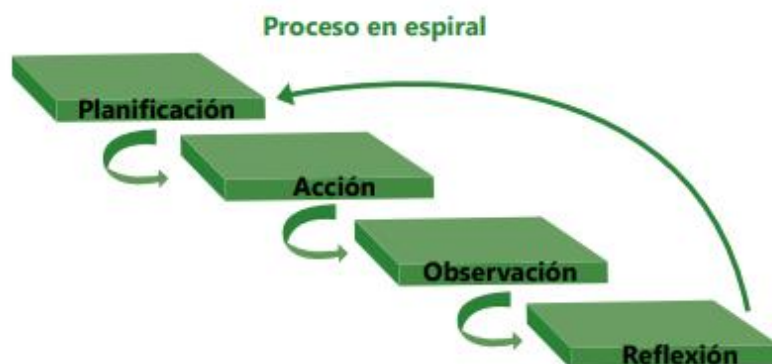 Proceso en espiral
Planificación
Acción
Observación
Reflexión